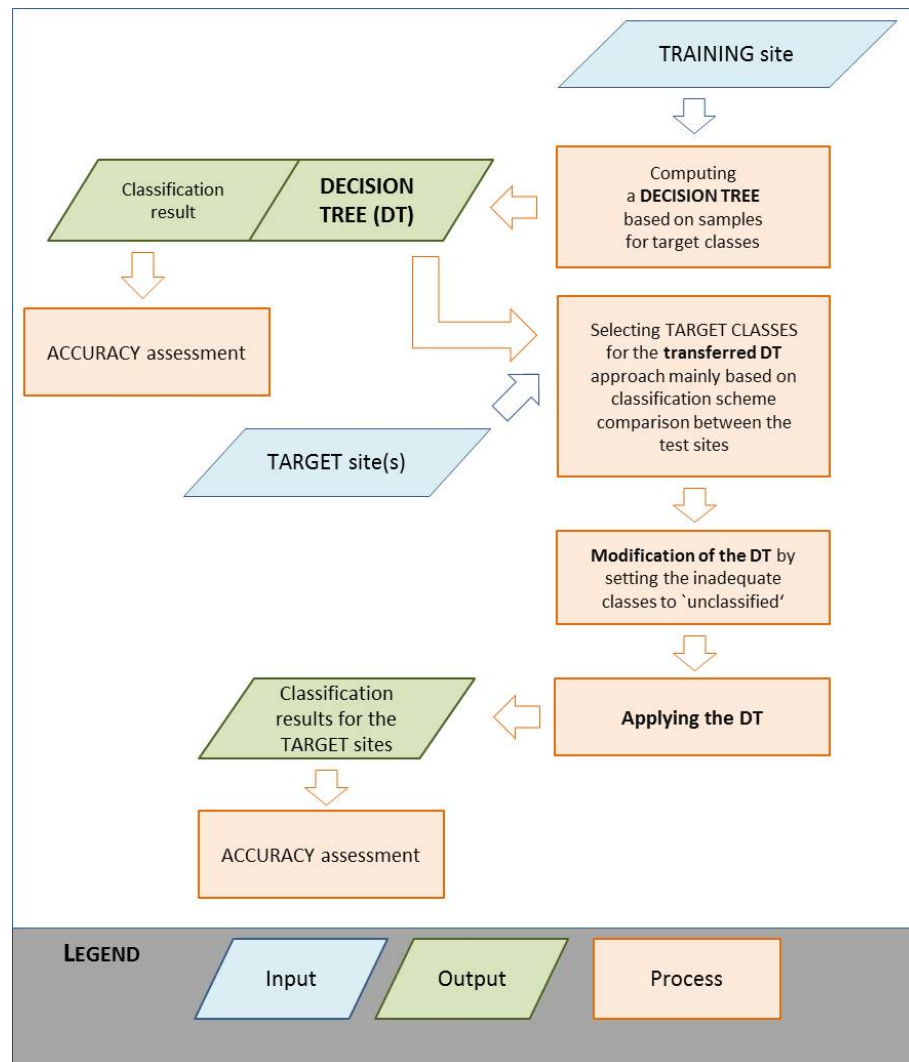 TRAINING site
Computing
a DECISION TREE
based on samples
for target classes
Classification
result
DECISION
TREE (DT)
ACCURACY assessment
Selecting TARGET CLASSES
for the transferred DT
approach mainly based on
classification scheme
comparison between the
test sites
TARGET site(s)
Modification of the DT by
setting the inadequate
classes to `unclassified‘
Applying the DT
Classification
results for the
TARGET sites
ACCURACY assessment
LEGEND
Input
Output
Process